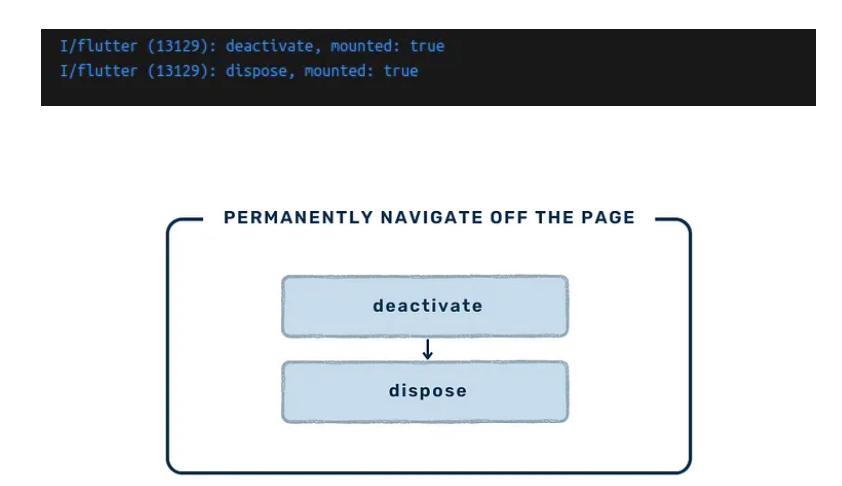 I/flutter (13129): deactivate, mounted: true
I/flutter (13129): dispose, mounted: true
PERMANENTLY NAVIGATE OFF THE PAGE
deactivate
dispose